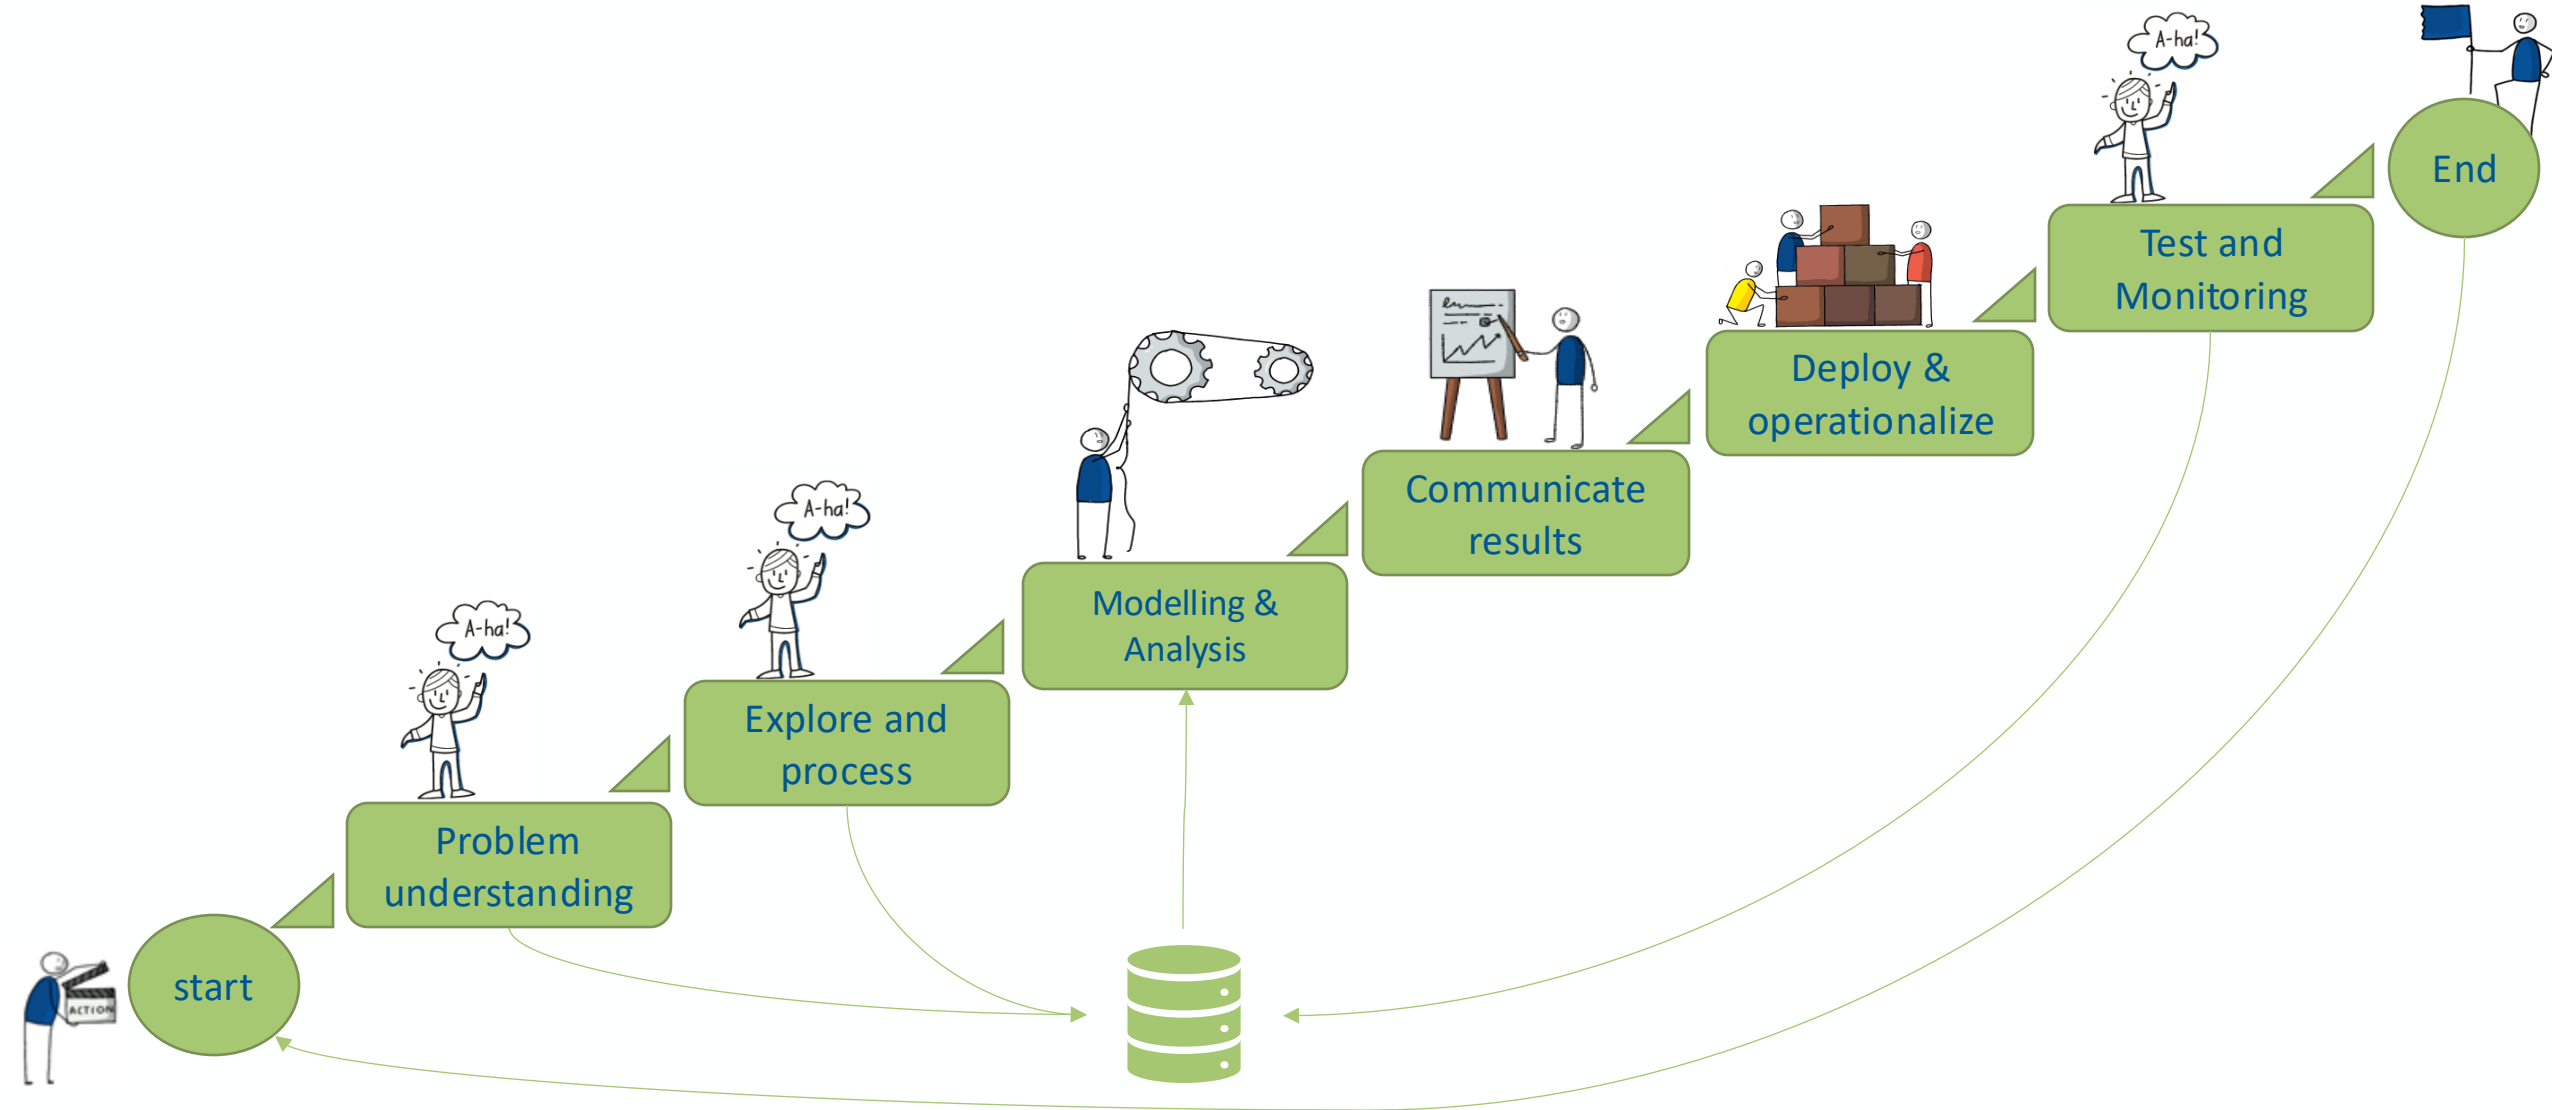 ACTION
start
Problem
understanding
A-ha!
Explore and
process
A-ha!
Modelling &
Analysis
Communicate
results
Deploy &
operationalize
Test and
Monitoring
A-ha!
End